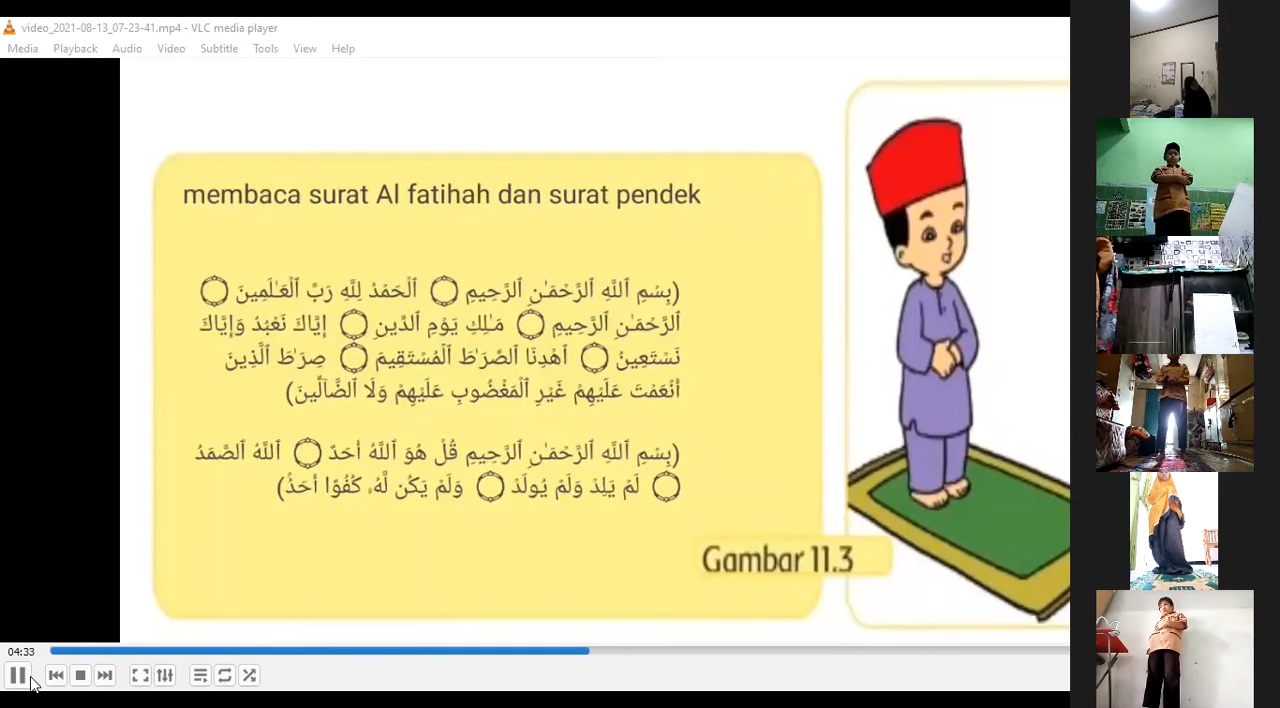 video_2021-08-13_07-23-41.mp4 - VLC media player
Media Playback Audio Video Subtitle Tools View Help
membaca surat Al fatihah dan surat pendek
(بِسْمِ ٱللَّهِ ٱلرَّحْمَـٰنِ ٱلرَّحِيمِ ۝ ٱلْحَمْدُ لِلَّهِ رَبِّ ٱلْعَـٰلَمِينَ ۝
ٱلرَّحْمَـٰنِ ٱلرَّحِيمِ ۝ مَـٰلِكِ يَوْمِ ٱلدِّينِ ۝ إِيَّاكَ نَعْبُدُ وَإِيَّاكَ
نَسْتَعِينُ ۝ ٱهْدِنَا ٱلصِّرَٰطَ ٱلْمُسْتَقِيمَ ۝ صِرَٰطَ ٱلَّذِينَ
أَنْعَمْتَ عَلَيْهِمْ غَيْرِ ٱلْمَغْضُوبِ عَلَيْهِمْ وَلَا ٱلضَّآلِّينَ)
(بِسْمِ ٱللَّهِ ٱلرَّحْمَـٰنِ ٱلرَّحِيمِ قُلْ هُوَ ٱللَّهُ أَحَدٌ ۝ ٱللَّهُ ٱلصَّمَدُ
۝ لَمْ يَلِدْ وَلَمْ يُولَدْ ۝ وَلَمْ يَكُن لَّهُۥ كُفُوًا أَحَدٌۢ)
Gambar 11.3
04:33